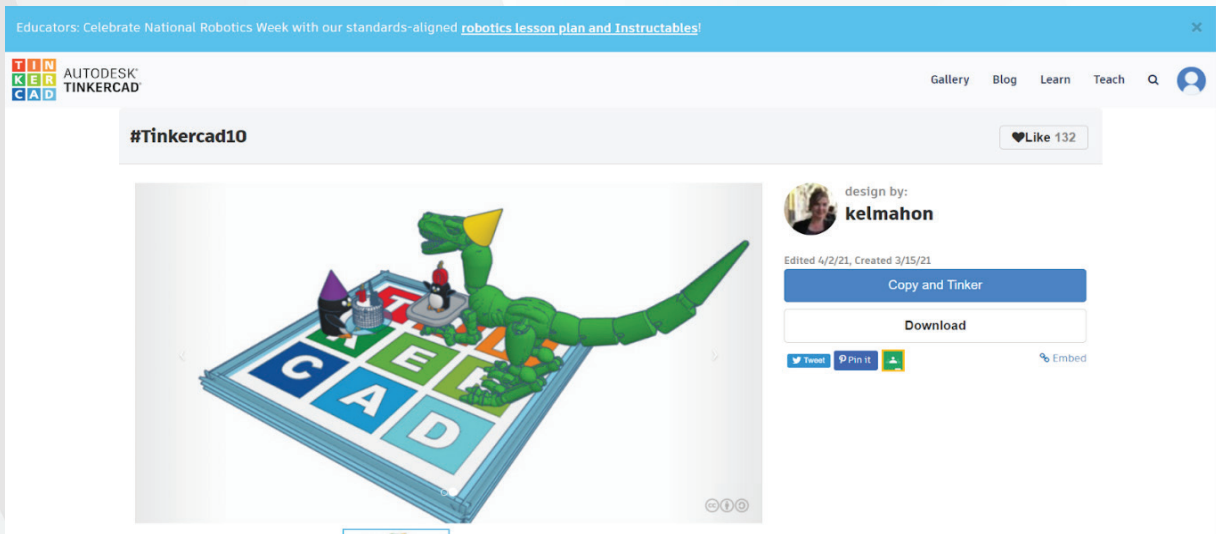 Educators: Celebrate National Robotics Week with our standards-aligned robotics lesson plan and Instructables!
×
TIN
KER
CAD
AUTODESK®
TINKERCAD®
Gallery Blog Learn Teach
#Tinkercad10
Like 132
design by:
kelmahon
Edited 4/2/21, Created 3/15/21
Copy and Tinker
Download
Tweet Pin it Embed
T
K E
C A D
cc